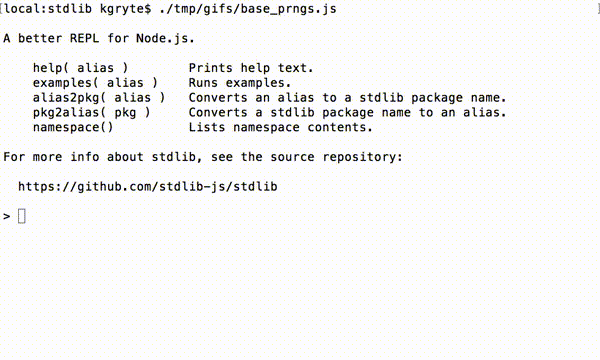 [local:stdlib kgryte$ ./tmp/gifs/base_prngs.js ]
A better REPL for Node.js.
help( alias ) Prints help text.
examples( alias ) Runs examples.
alias2pkg( alias ) Converts an alias to a stdlib package name.
pkg2alias( pkg ) Converts a stdlib package name to an alias.
namespace() Lists namespace contents.
For more info about stdlib, see the source repository:
https://github.com/stdlib-js/stdlib
>